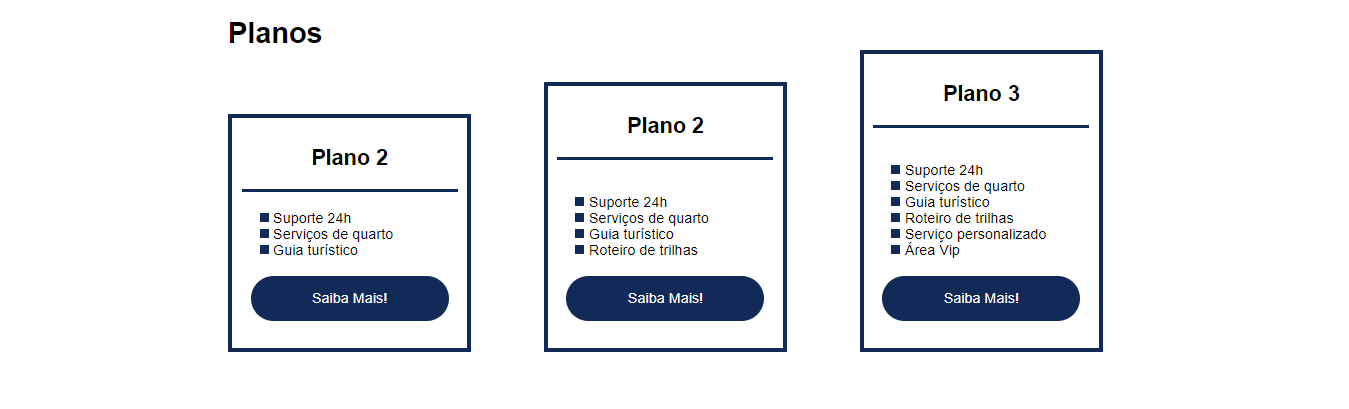 Planos
Plano 2
Suporte 24h
Serviços de quarto
Guia turístico
Saiba Mais!
Plano 2
Suporte 24h
Serviços de quarto
Guia turístico
Roteiro de trilhas
Saiba Mais!
Plano 3
Suporte 24h
Serviços de quarto
Guia turístico
Roteiro de trilhas
Serviço personalizado
Área Vip
Saiba Mais!